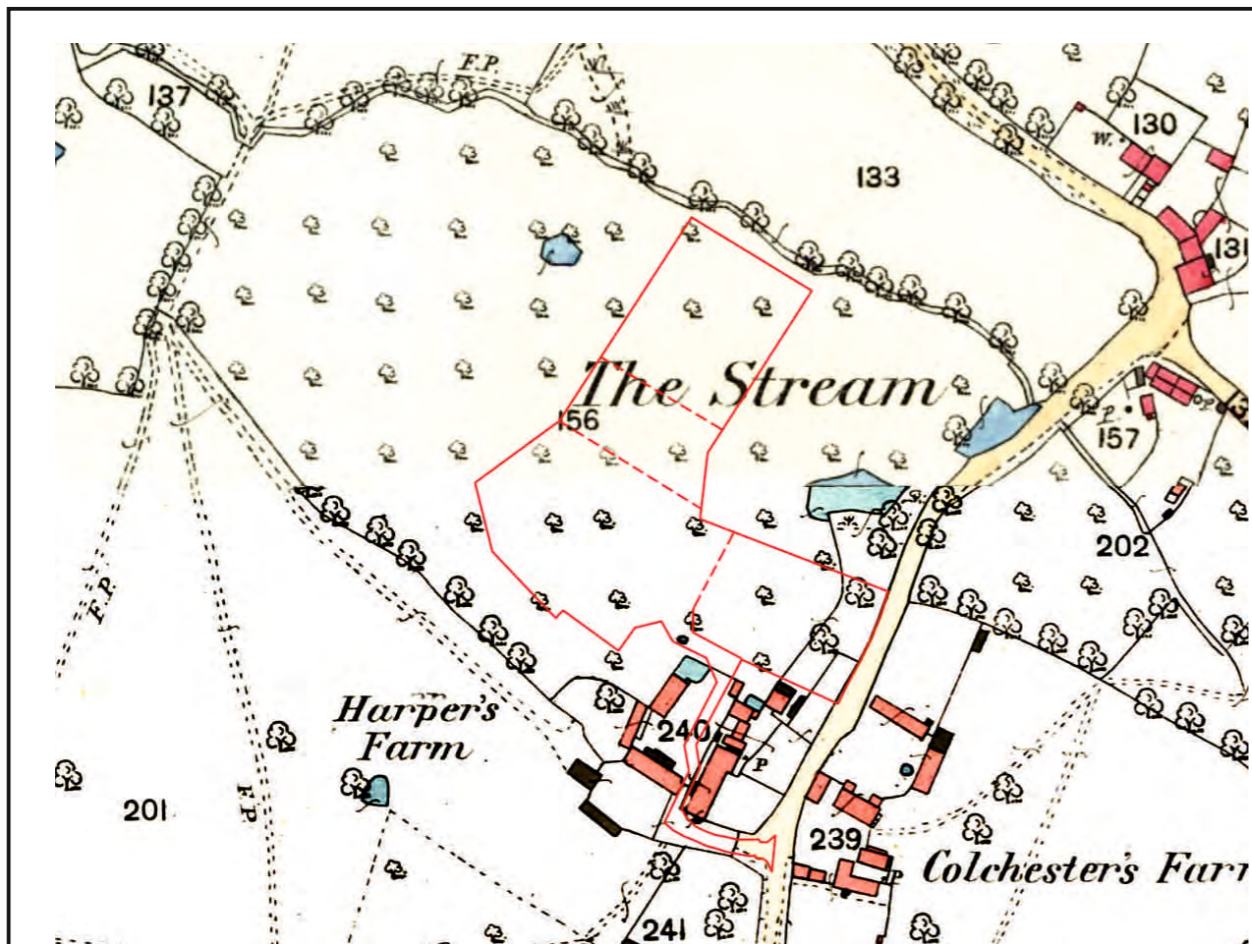 F.P.
137
130
W.
133
131
The Stream
156
P
157
202
F.P.
Harper's
Farm
240
P
201
F.P.
239
Colchester's Farm
P
241